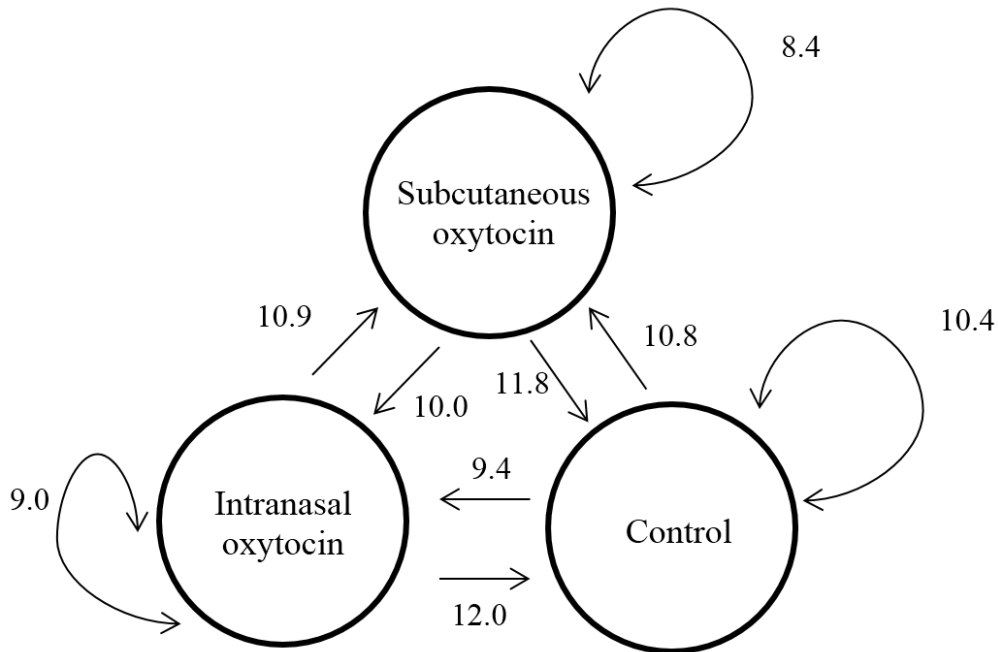 8.4
Subcutaneous
oxytocin
10.9
10.8
10.4
10.0
11.8
9.0
Intranasal
oxytocin
9.4
Control
12.0